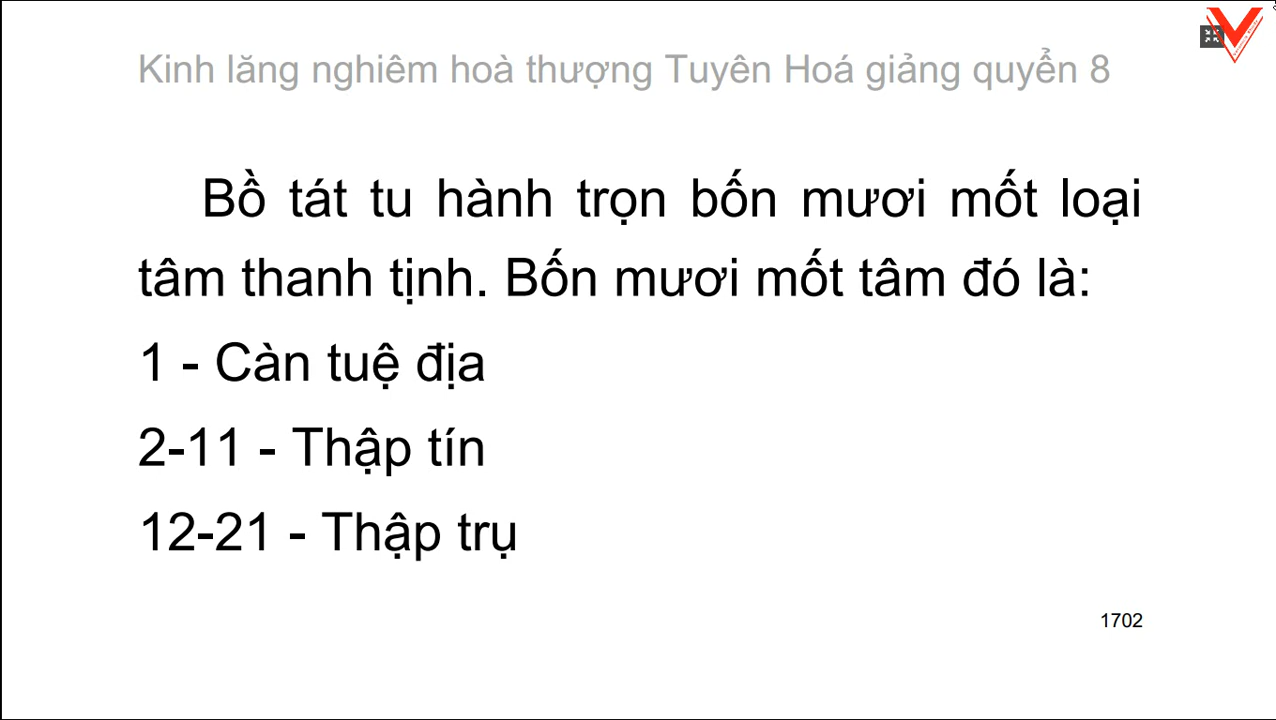 Kinh lăng nghiêm hoà thượng Tuyên Hoá giảng quyển 8
Bồ tát tu hành trọn bốn mươi mốt loại
tâm thanh tịnh. Bốn mươi mốt tâm đó là:
1 - Càn tuệ địa
2-11 - Thập tín
12-21 - Thập trụ
1702